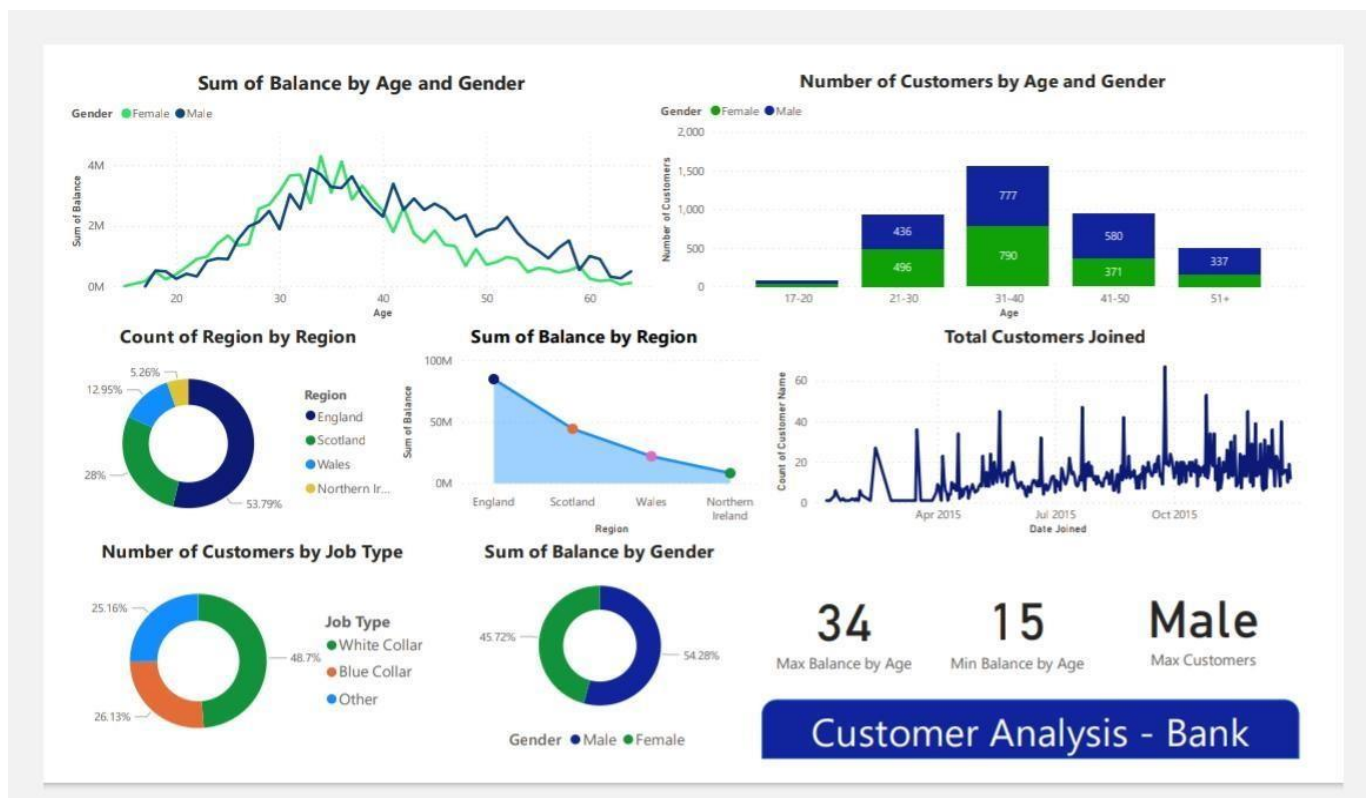 Sum of Balance by Age and Gender
Gender Female Male
Sum of Balance
4M
2M
0M
20 30 40 50 60
Age
Number of Customers by Age and Gender
Gender Female Male
Number of Customers
2,000
1,500
1,000
500
0
436
496
777
790
580
371
337
17-20 21-30 31-40 41-50 51+
Age
Count of Region by Region
5.26%
12.95%
28%
53.79%
Region
England
Scotland
Wales
Northern Ir...
Sum of Balance by Region
Sum of Balance
100M
50M
0M
England Scotland Wales Northern
Ireland
Region
Total Customers Joined
Count of Customer Name
60
40
20
0
Apr 2015 Jul 2015 Oct 2015
Date Joined
Number of Customers by Job Type
25.16%
48.7%
26.13%
Job Type
White Collar
Blue Collar
Other
Sum of Balance by Gender
45.72%
54.28%
Gender Male Female
34
Max Balance by Age
15
Min Balance by Age
Male
Max Customers
Customer Analysis - Bank